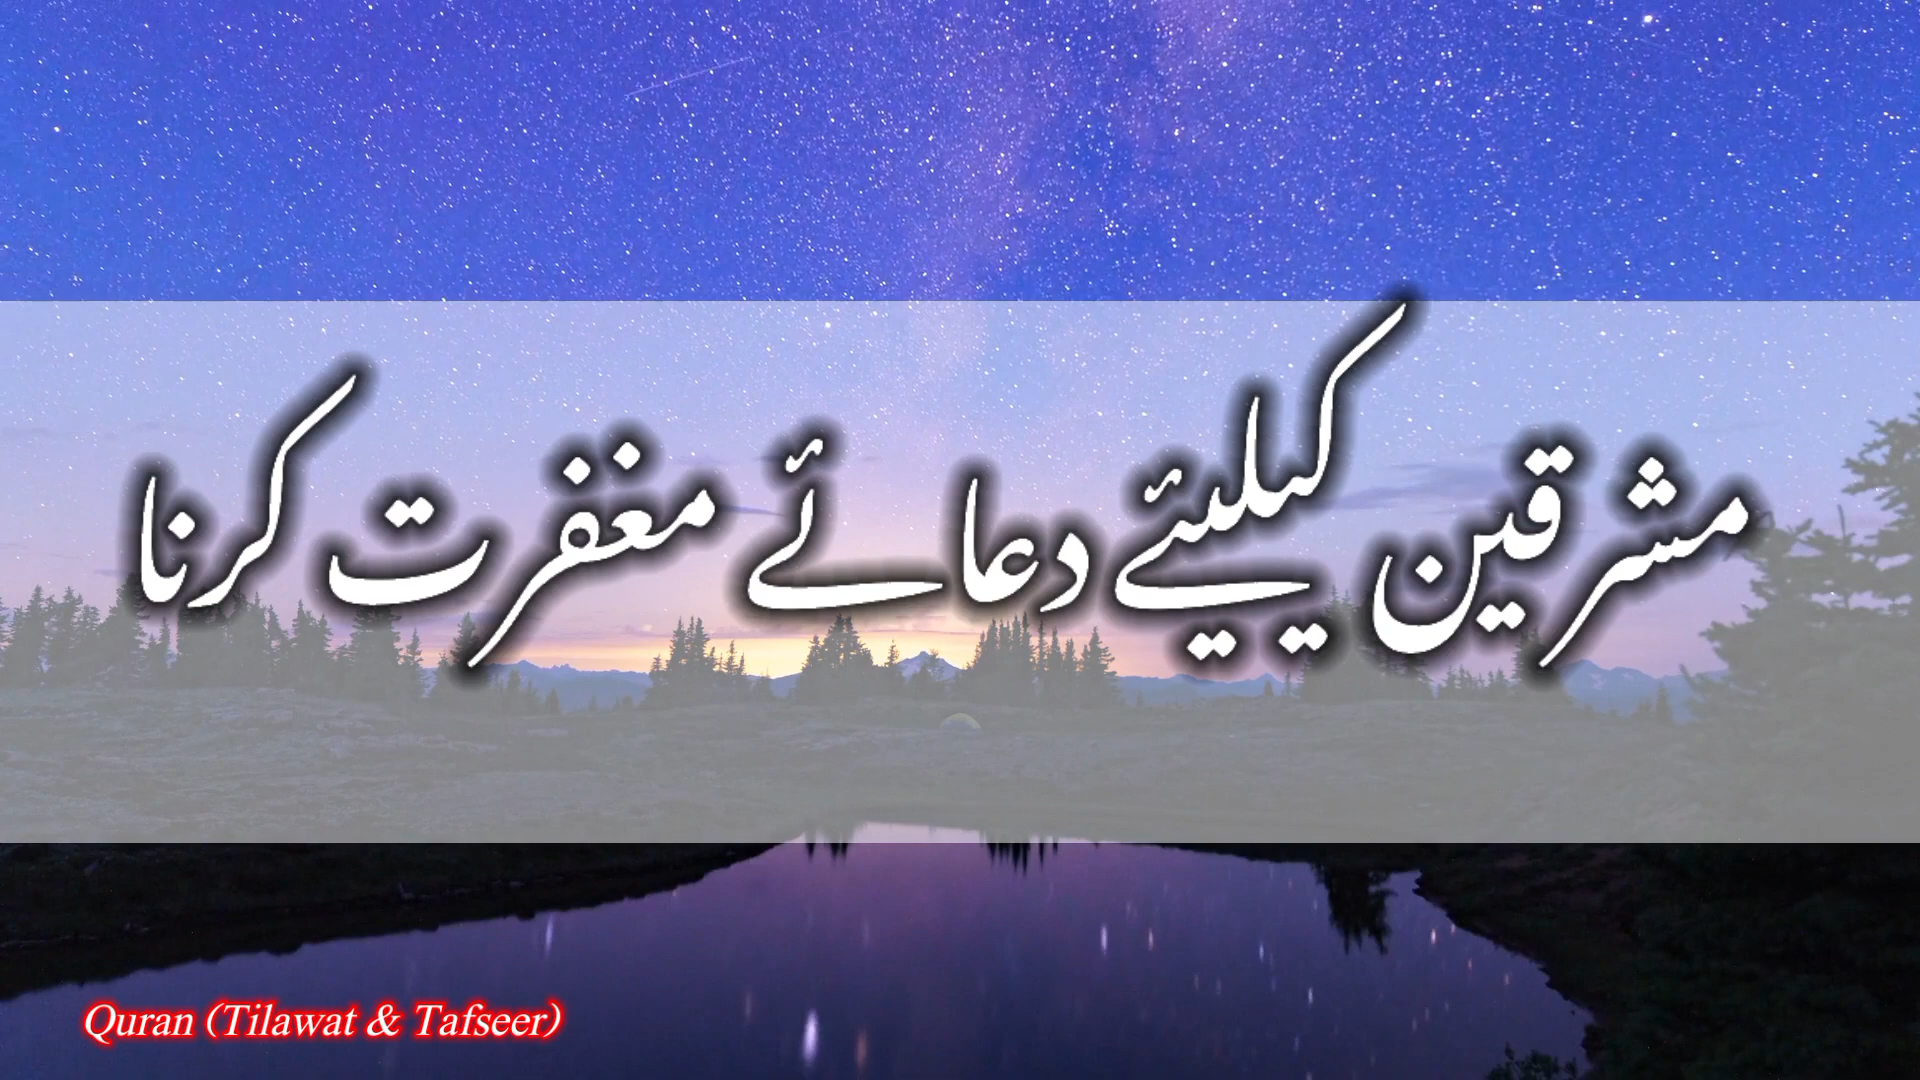 مشرقین کیلیئے دعائے مغفرت کرنا
Quran (Tilawat & Tafseer)